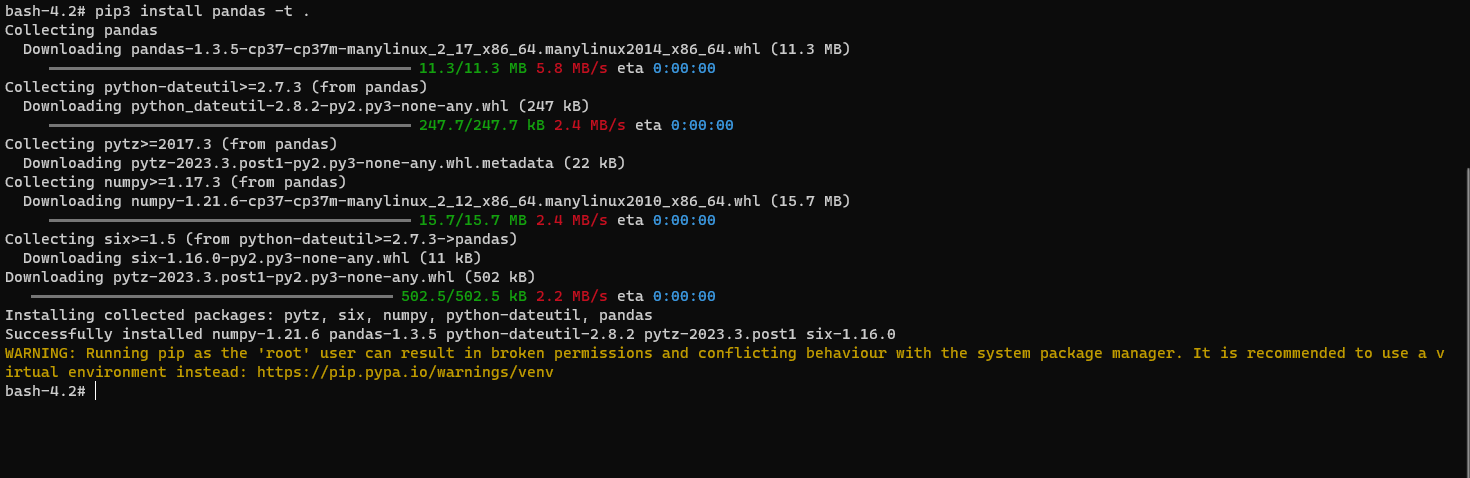 bash-4.2# pip3 install pandas -t .
Collecting pandas
  Downloading pandas-1.3.5-cp37-cp37m-manylinux_2_17_x86_64.manylinux2014_x86_64.whl (11.3 MB)
11.3/11.3 MB 5.8 MB/s eta 0:00:00
Collecting python-dateutil>=2.7.3 (from pandas)
  Downloading python_dateutil-2.8.2-py2.py3-none-any.whl (247 kB)
247.7/247.7 kB 2.4 MB/s eta 0:00:00
Collecting pytz>=2017.3 (from pandas)
  Downloading pytz-2023.3.post1-py2.py3-none-any.whl.metadata (22 kB)
Collecting numpy>=1.17.3 (from pandas)
  Downloading numpy-1.21.6-cp37-cp37m-manylinux_2_12_x86_64.manylinux2010_x86_64.whl (15.7 MB)
15.7/15.7 MB 2.4 MB/s eta 0:00:00
Collecting six>=1.5 (from python-dateutil>=2.7.3->pandas)
  Downloading six-1.16.0-py2.py3-none-any.whl (11 kB)
Downloading pytz-2023.3.post1-py2.py3-none-any.whl (502 kB)
502.5/502.5 kB 2.2 MB/s eta 0:00:00
Installing collected packages: pytz, six, numpy, python-dateutil, pandas
Successfully installed numpy-1.21.6 pandas-1.3.5 python-dateutil-2.8.2 pytz-2023.3.post1 six-1.16.0
WARNING: Running pip as the 'root' user can result in broken permissions and conflicting behaviour with the system package manager. It is recommended to use a v
irtual environment instead: https://pip.pypa.io/warnings/venv
bash-4.2#